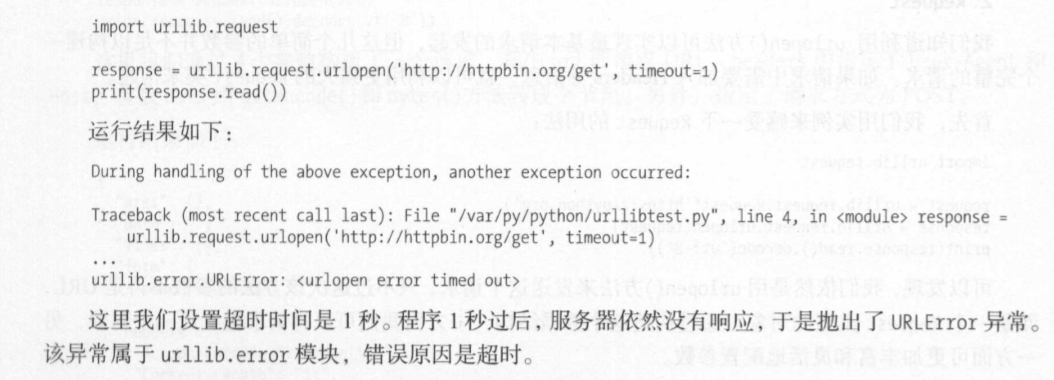 import urllib.request
response = urllib.request.urlopen('http://httpbin.org/get', timeout=1)
print(response.read())
运行结果如下：
During handling of the above exception, another exception occurred:
Traceback (most recent call last): File "/var/py/python/urllibtest.py", line 4, in <module> response =
urllib.request.urlopen('http://httpbin.org/get', timeout=1)
...
urllib.error.URLError: <urlopen error timed out>
这里我们设置超时时间是 1 秒。程序 1 秒过后，服务器依然没有响应，于是抛出了 URLError 异常。
该异常属于 urllib.error 模块，错误原因是超时。